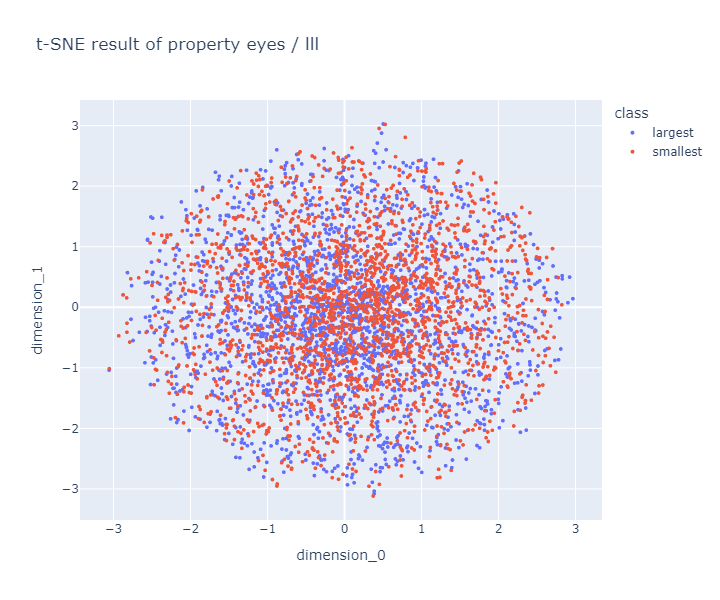 t-SNE result of property eyes / lll
class
largest
smallest
dimension_1
3
2
1
0
−1
−2
−3
−3
−2
−1
0
1
2
3
dimension_0